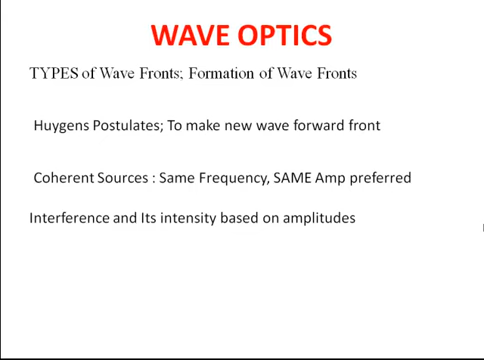 WAVE OPTICS
TYPES of Wave Fronts; Formation of Wave Fronts
Huygens Postulates; To make new wave forward front
Coherent Sources : Same Frequency, SAME Amp preferred
Interference and Its intensity based on amplitudes